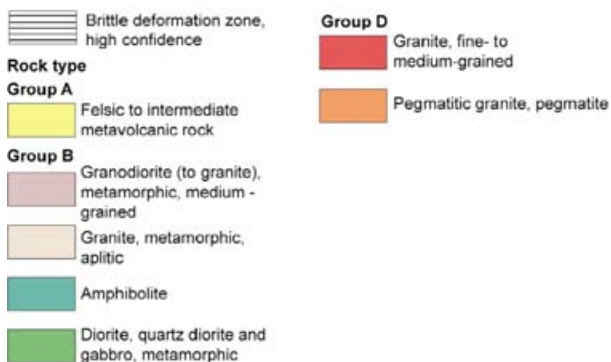 Brittle deformation zone,
high confidence
Rock type
Group A
Felsic to intermediate
metavolcanic rock
Group B
Granodiorite (to granite),
metamorphic, medium -
grained
Granite, metamorphic,
aplitic
Amphibolite
Diorite, quartz diorite and
gabbro, metamorphic
Group D
Granite, fine- to
medium-grained
Pegmatitic granite, pegmatite